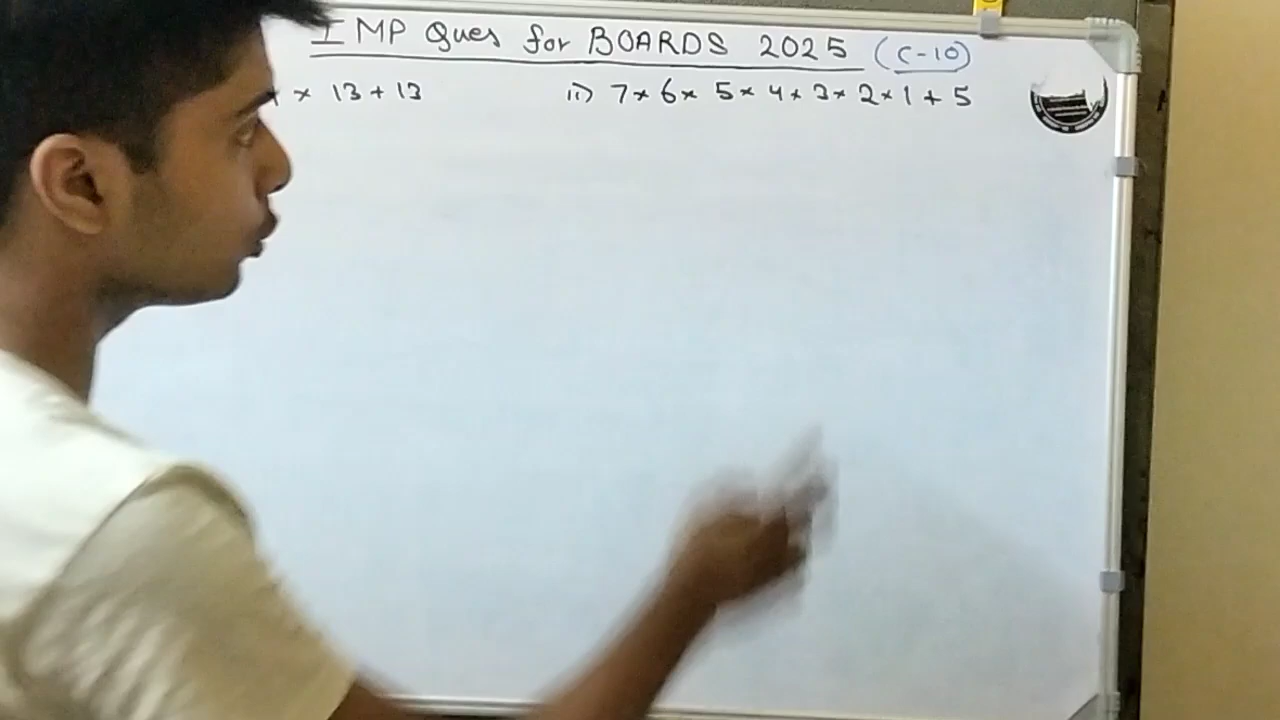 IMP Ques for BOARDS 2025 (C-10)
× 13 + 13 ii) 7 × 6 × 5 × 4 × 3 × 2 × 1 + 5